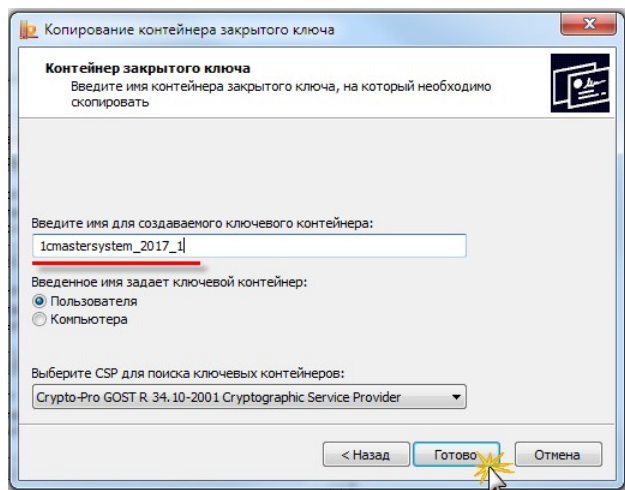 Копирование контейнера закрытого ключа
Контейнер закрытого ключа
Введите имя контейнера закрытого ключа, на который необходимо
скопировать
Введите имя для создаваемого ключевого контейнера:
1cmastersystem_2017_1
Введенное имя задает ключевой контейнер:
Пользователя
Компьютера
Выберите CSP для поиска ключевых контейнеров:
Crypto-Pro GOST R 34.10-2001 Cryptographic Service Provider
< Назад Готово Отмена